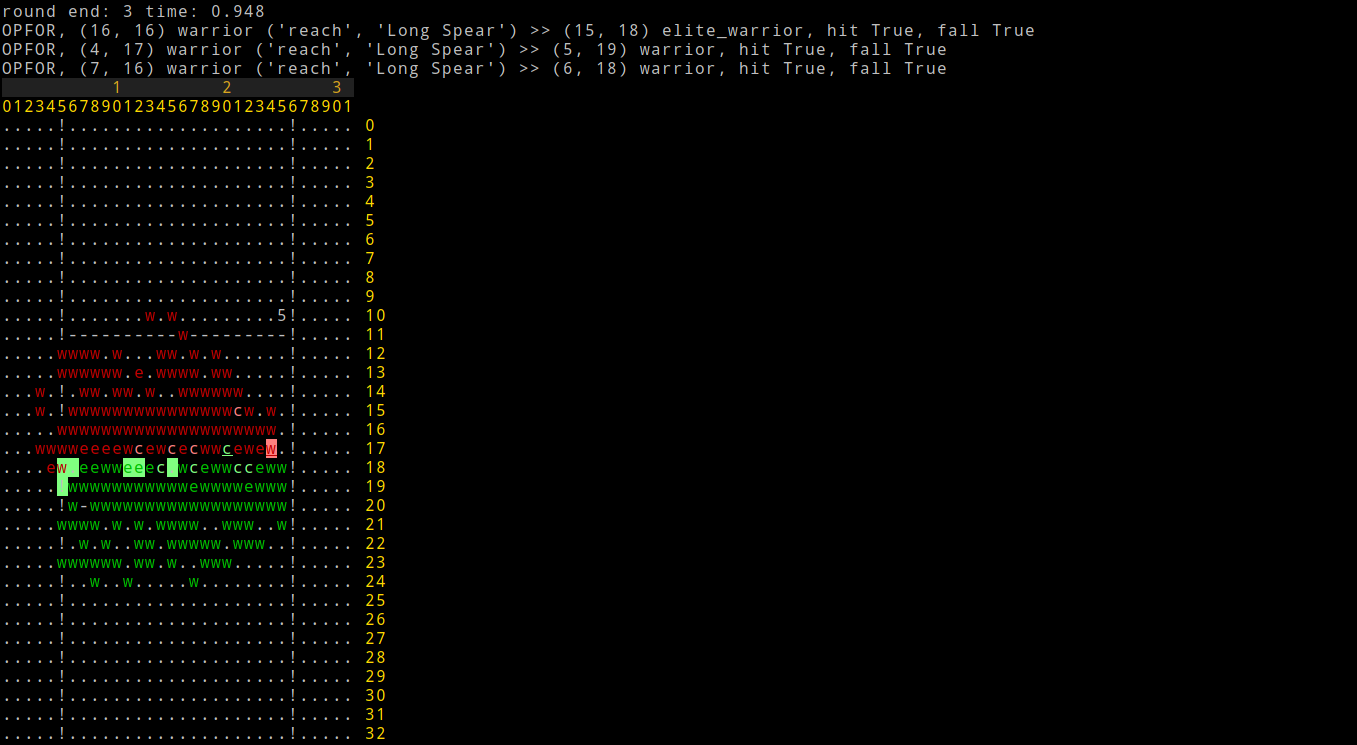 round end: 3 time: 0.948
OPFOR, (16, 16) warrior ('reach', 'Long Spear') >> (15, 18) elite_warrior, hit True, fall True
OPFOR, (4, 17) warrior ('reach', 'Long Spear') >> (5, 19) warrior, hit True, fall True
OPFOR, (7, 16) warrior ('reach', 'Long Spear') >> (6, 18) warrior, hit True, fall True
          1         2         3
01234567890123456789012345678901
.....!....................!..... 0
.....!....................!..... 1
.....!....................!..... 2
.....!....................!..... 3
.....!....................!..... 4
.....!....................!..... 5
.....!....................!..... 6
.....!....................!..... 7
.....!....................!..... 8
.....!....................!..... 9
.....!.......w.w.........5!..... 10
.....!----------w---------!..... 11
.....wwww.w...ww.w.w......!..... 12
.....wwwwww.e.wwww.ww.....!..... 13
...w.!.ww.ww.w..wwwwww....!..... 14
...w.!wwwwwwwwwwwwwwwcw.w.!..... 15
.....wwwwwwwwwwwwwwwwwwww.!..... 16
...wwwweeeewcewcecwwcewew.!..... 17
....ew eewweeec wcewwcceww!..... 18
..... wwwwwwwwwwwewwwwewww!..... 19
.....!w-wwwwwwwwwwwwwwwwww!..... 20
.....wwww.w.w.wwww..www..w!..... 21
.....!.w.w..ww.wwwww.www..!..... 22
.....wwwwww.ww.w..www.....!..... 23
.....!..w..w.....w........!..... 24
.....!....................!..... 25
.....!....................!..... 26
.....!....................!..... 27
.....!....................!..... 28
.....!....................!..... 29
.....!....................!..... 30
.....!....................!..... 31
.....!....................!..... 32